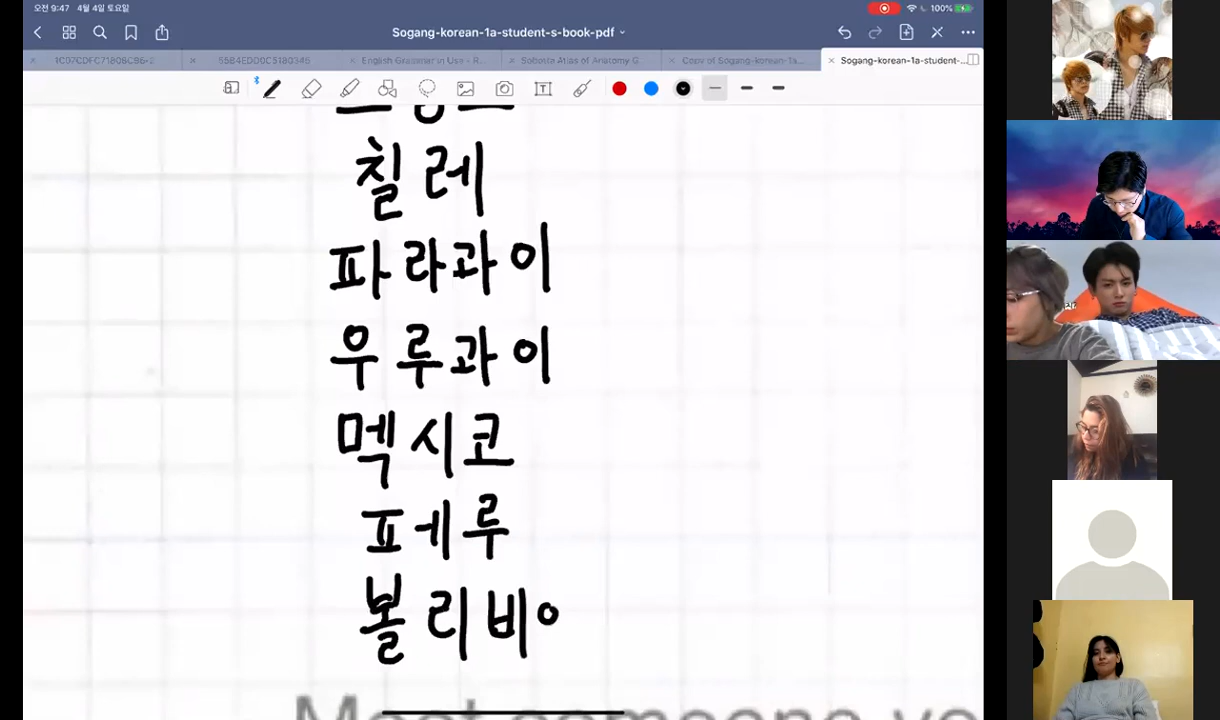 오전 9:47 4월 4일 토요일
100%
Sogang-korean-1a-student-s-book-pdf
English Grammar in Use - R...
Sobotta Atlas of Anatomy G...
Copy of Sogang-korean-1a...
Sogang-korean-1a-student-...
칠레
파라과이
우루과이
멕시코
페루
볼리비ㅇ